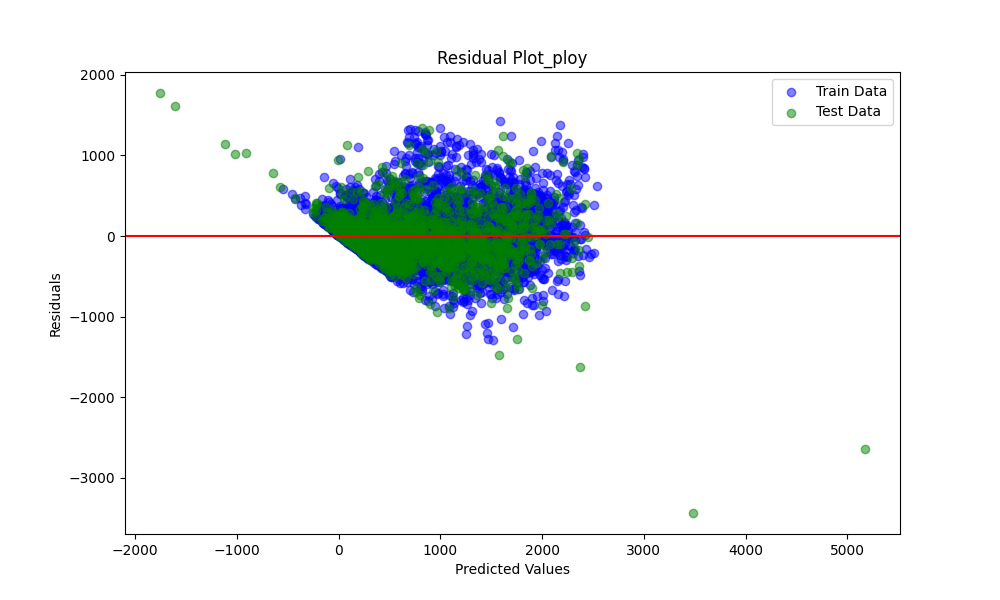 Residual Plot_ploy
Train Data
Test Data
Residuals
2000
1000
0
−1000
−2000
−3000
−2000 −1000 0 1000 2000 3000 4000 5000
Predicted Values